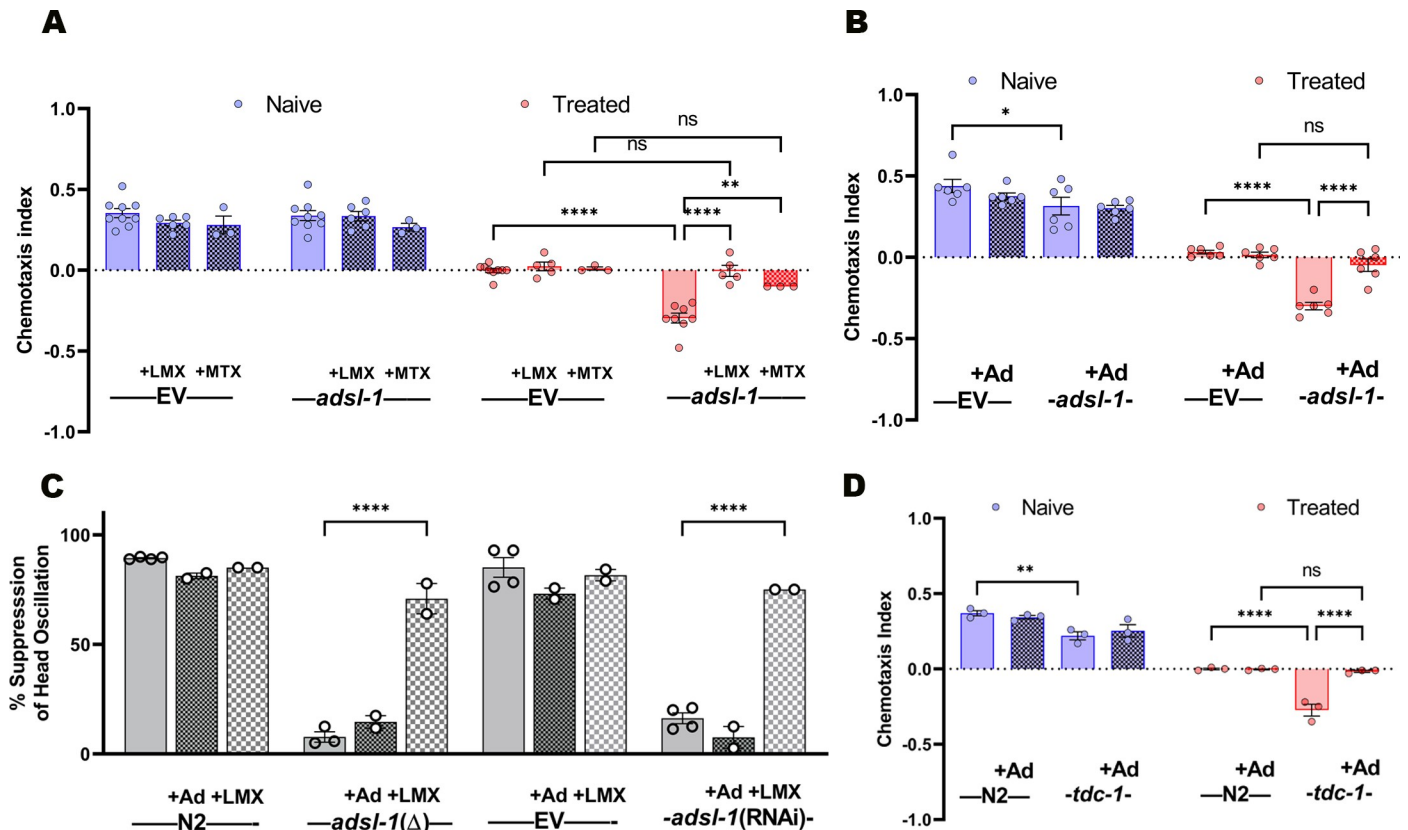 A
Naive
Treated
Chemotaxis index
1.0
0.5
0.0
-0.5
-1.0
ns
ns
**
****
****
+LMX +MTX
+LMX +MTX
+LMX +MTX
+LMX +MTX
EV
adsl-1
EV
adsl-1
B
Naive
Treated
Chemotaxis Index
1.0
0.5
0.0
-0.5
-1.0
*
ns
****
****
+Ad
+Ad
+Ad
+Ad
—EV—
-adsl-1-
—EV—
-adsl-1-
C
% Suppresssion
of Head Oscillation
100
50
0
****
****
+Ad +LMX
+Ad +LMX
+Ad +LMX
+Ad +LMX
N2
adsl-1(Δ)
EV
-adsl-1(RNAi)-
D
Naive
Treated
Chemotaxis Index
1.0
0.5
0.0
-0.5
-1.0
**
ns
****
****
+Ad
+Ad
+Ad
+Ad
—N2—
-tdc-1-
—N2—
-tdc-1-